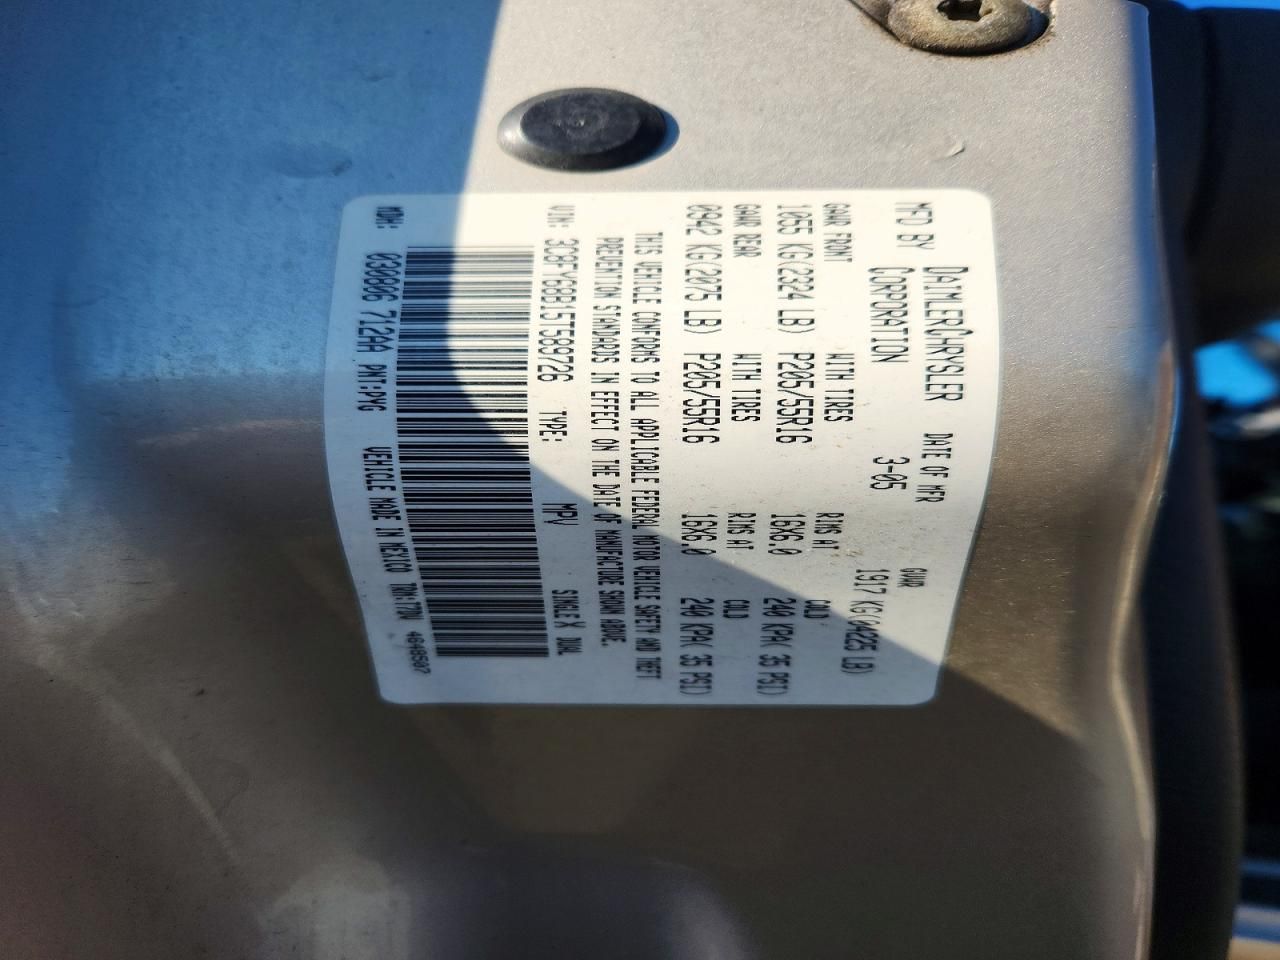 MFD BY DAIMLERCHRYSLER CORPORATION DATE OF MFR 3-05 GVWR 1917 KG(04225 LB)
GAWR FRONT WITH TIRES RIMS AT COLD
1055 KG(2324 LB) P205/55R16 16X6.0 240 KPA( 35 PSI)
GAWR REAR WITH TIRES RIMS AT COLD
0942 KG(2075 LB) P205/55R16 16X6.0 240 KPA( 35 PSI)
THIS VEHICLE CONFORMS TO ALL APPLICABLE FEDERAL MOTOR VEHICLE SAFETY AND THEFT
PREVENTION STANDARDS IN EFFECT ON THE DATE OF MANUFACTURE SHOWN ABOVE.
VIN: 3C8FY68B15T589726 TYPE: MPV SINGLE X DUAL
MDH: 030806 712AA PNT:PYG VEHICLE MADE IN MEXICO TRM:T7DV 4648507